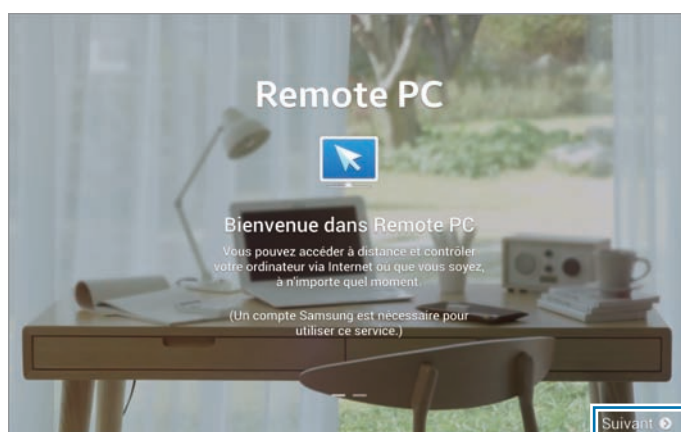 Remote PC
Bienvenue dans Remote PC
Vous pouvez accéder à distance et contrôler
votre ordinateur via Internet où que vous soyez,
à n'importe quel moment.
(Un compte Samsung est nécessaire pour
utiliser ce service.)
Suivant